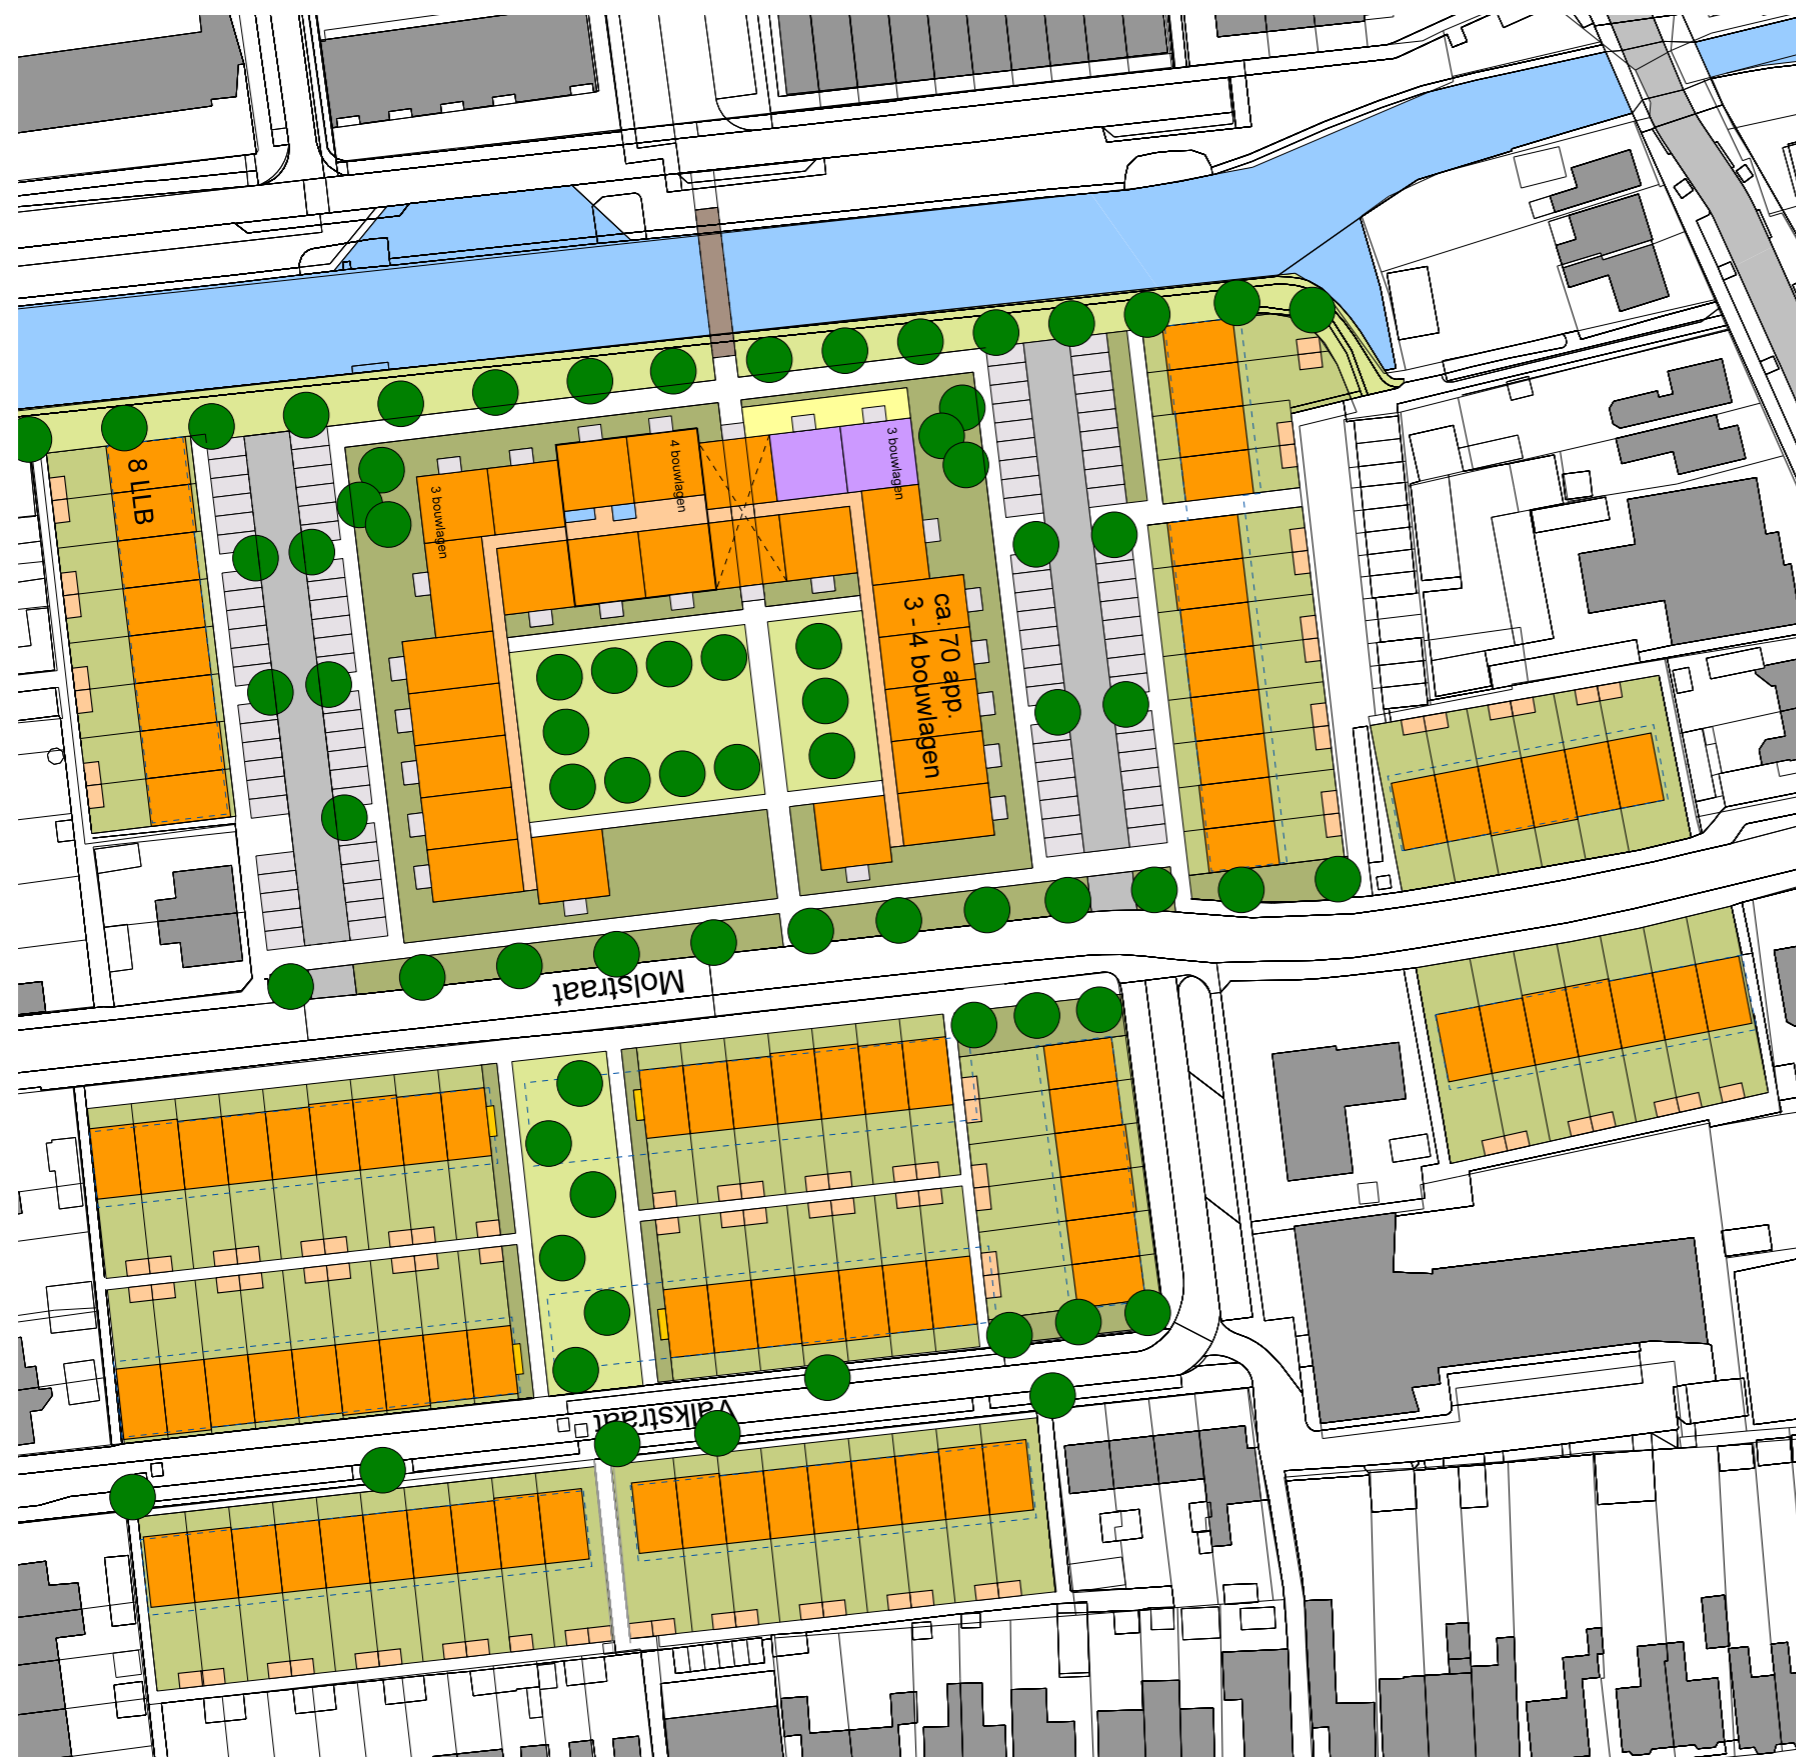 8 LLB
3 bouwlagen
4 bouwlagen
3 bouwlagen
ca. 70 app.
3 - 4 bouwlagen
Molstraat
Valkstraat